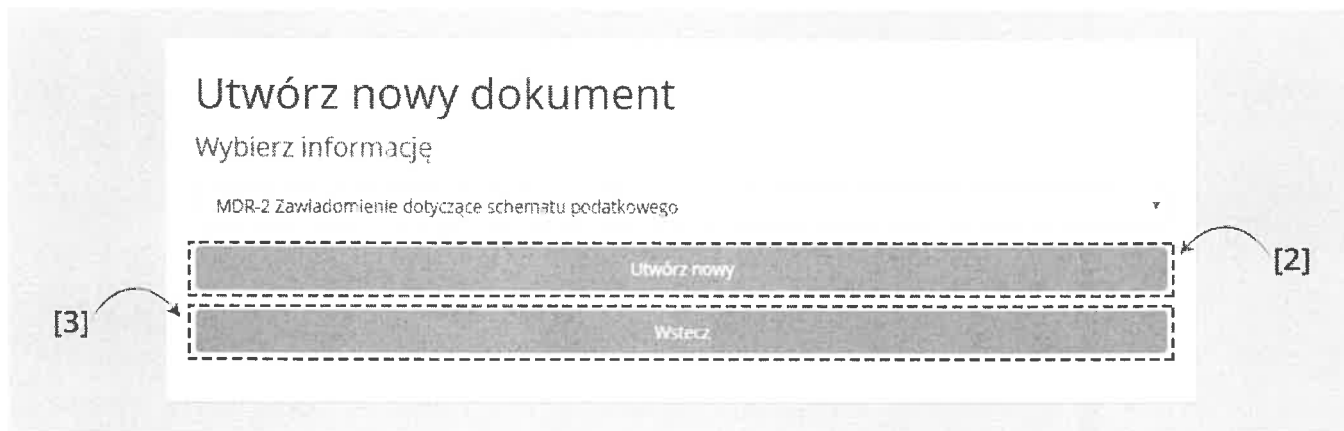 Utwórz nowy dokument
Wybierz informację
MDR-2 Zawiadomienie dotyczące schematu podatkowego
Utwórz nowy
[2]
[3]
Wstecz